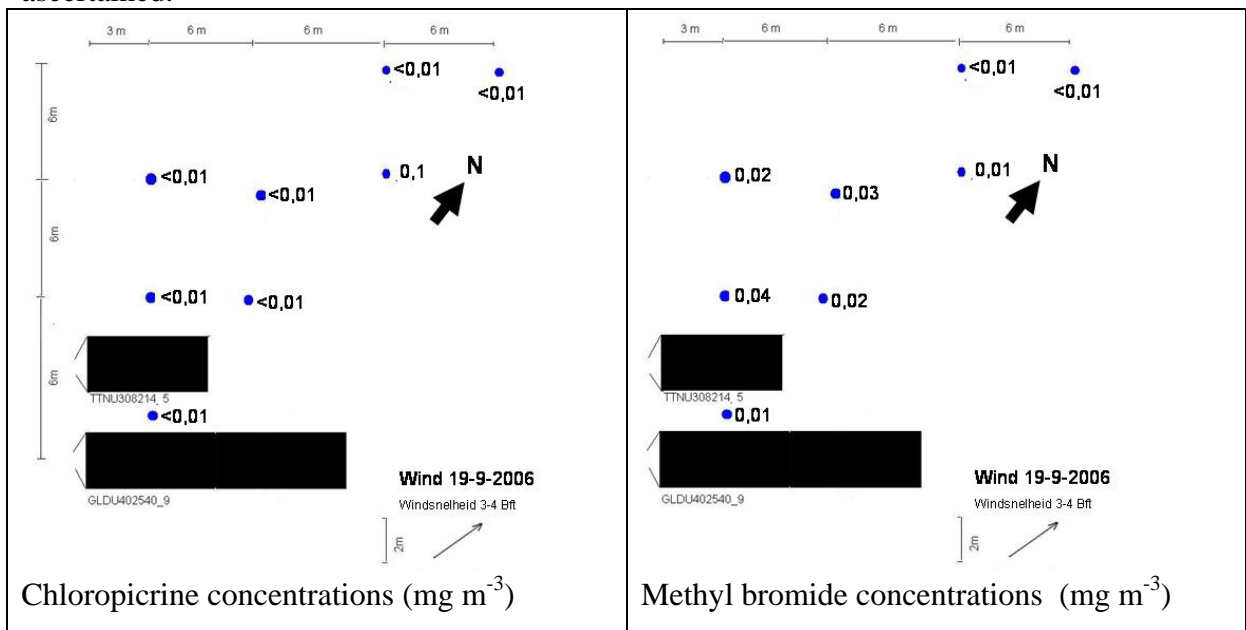 ascertained.
3 m 6 m 6 m 6 m
<0,01
<0,01
6m
<0,01
<0,01
0,1
N
6m
<0,01
<0,01
6m
TTNU308214_5
<0,01
GLDU402540_9
Wind 19-9-2006
Windsnelheid 3-4 Bft
2m
Chloropicrine concentrations (mg m-3)
3 m 6 m 6 m 6 m
<0,01
<0,01
0,02
0,03
0,01
N
0,04
0,02
TTNU308214_5
0,01
GLDU402540_9
Wind 19-9-2006
Windsnelheid 3-4 Bft
2m
Methyl bromide concentrations (mg m-3)